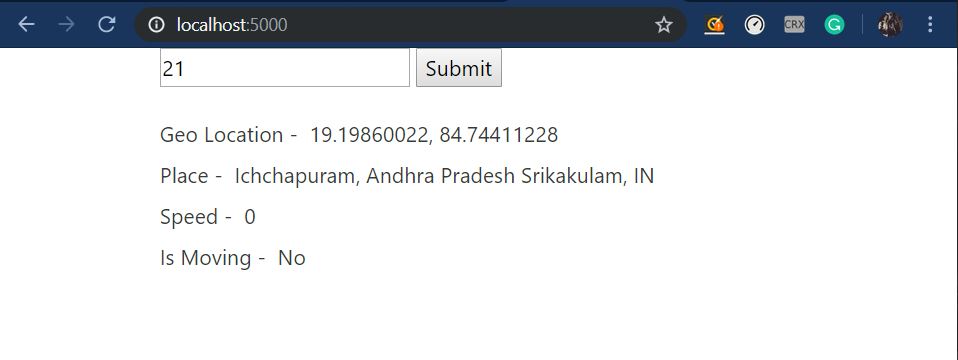 localhost:5000
CRX
21 Submit
Geo Location - 19.19860022, 84.74411228
Place - Ichchapuram, Andhra Pradesh Srikakulam, IN
Speed - 0
Is Moving - No